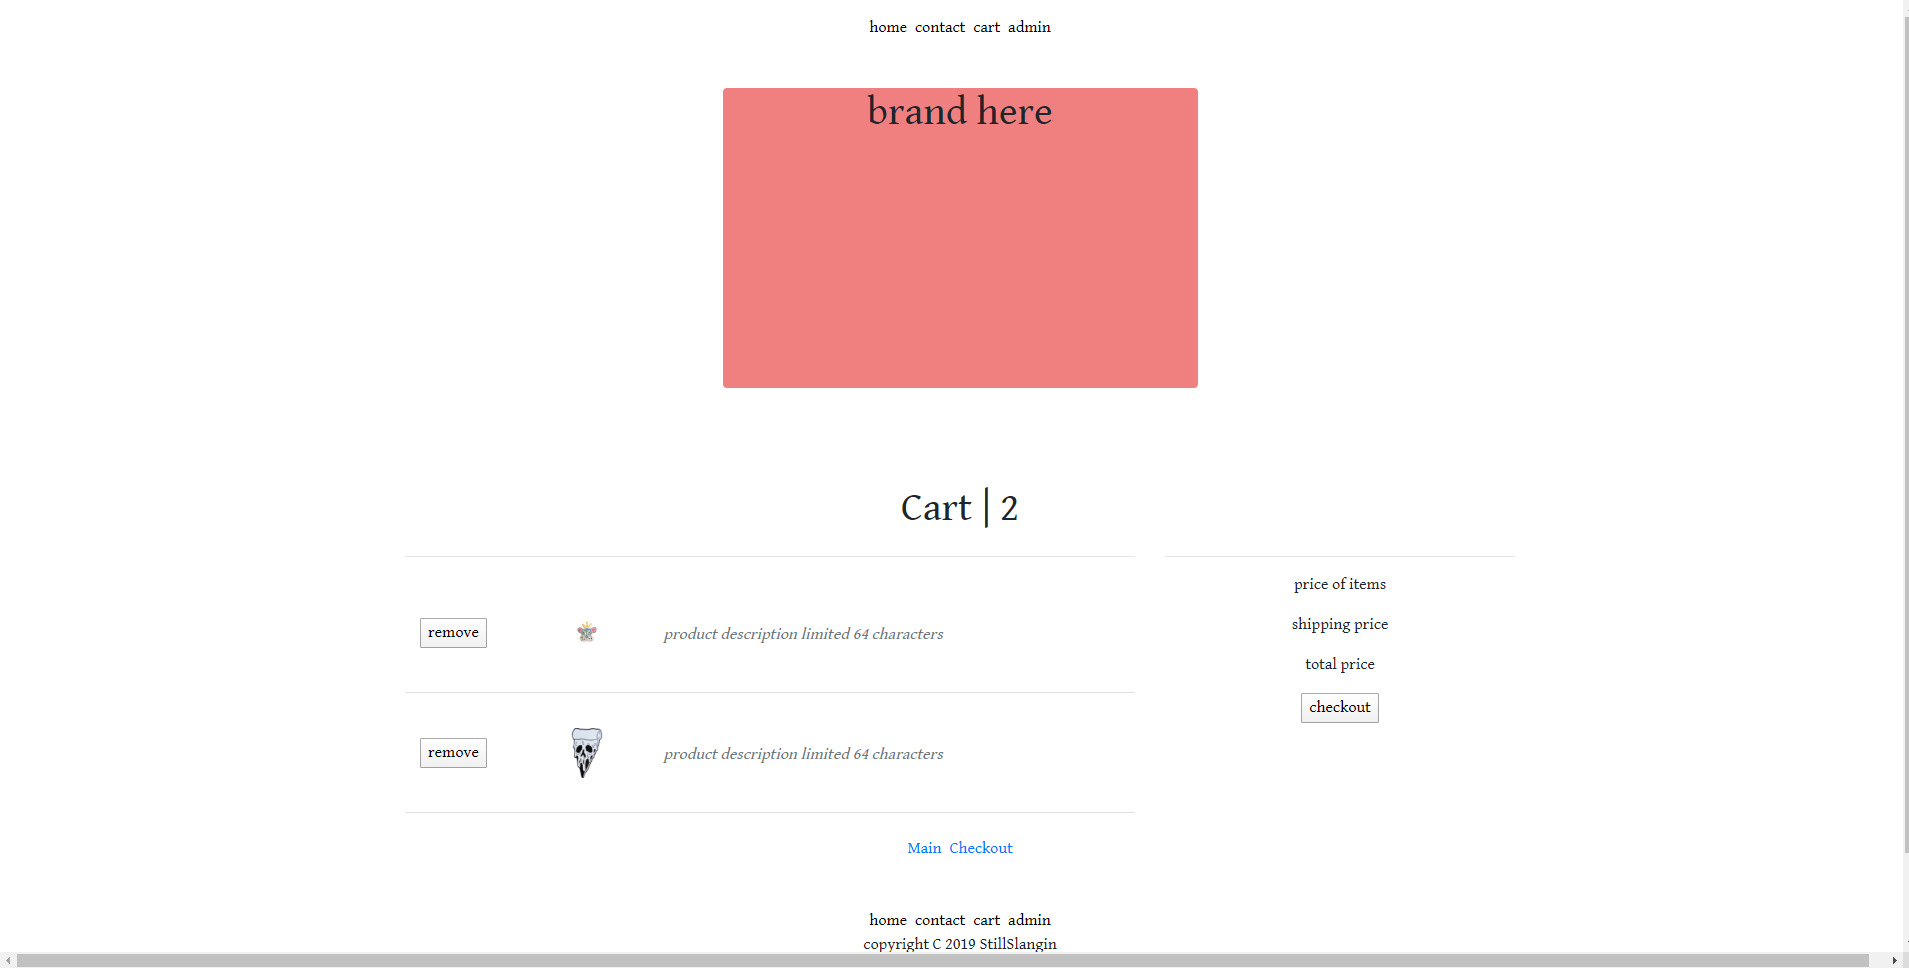 home contact cart admin
brand here
Cart | 2
remove
product description limited 64 characters
remove
product description limited 64 characters
price of items
shipping price
total price
checkout
Main Checkout
home contact cart admin
copyright C 2019 StillSlangin